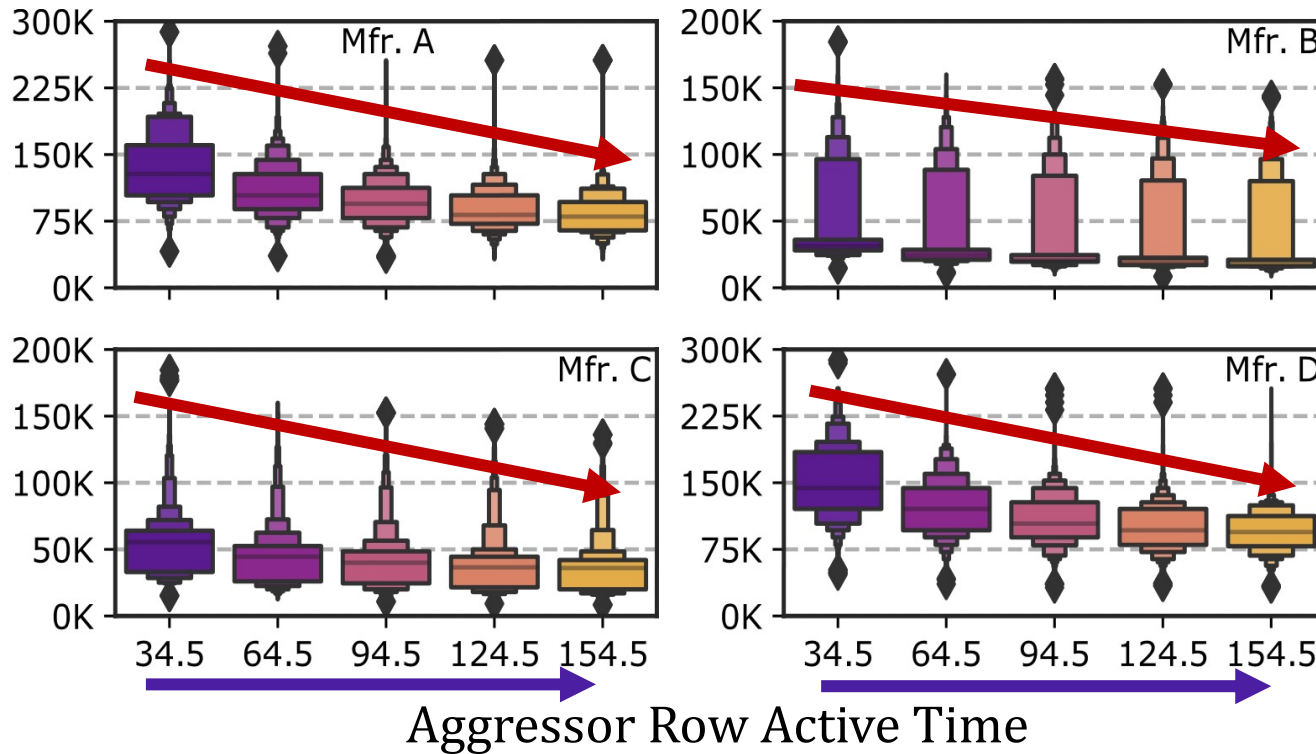 300K
225K
150K
75K
0K
Mfr. A
200K
150K
100K
50K
0K
Mfr. B
200K
150K
100K
50K
0K
Mfr. C
34.5 64.5 94.5 124.5 154.5
300K
225K
150K
75K
0K
Mfr. D
34.5 64.5 94.5 124.5 154.5
Aggressor Row Active Time